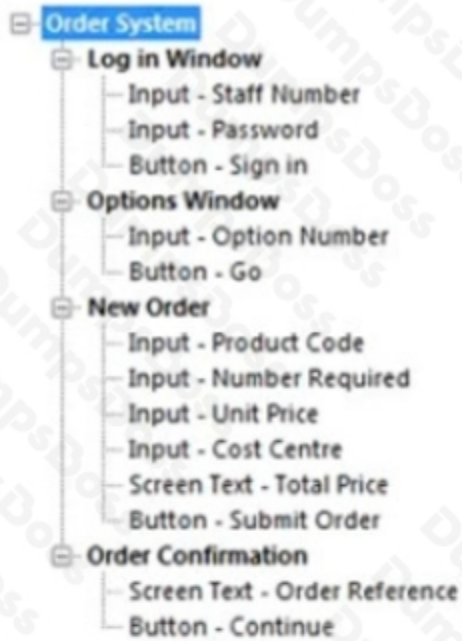 Order System
Log in Window
Input - Staff Number
Input - Password
Button - Sign in
Options Window
Input - Option Number
Button - Go
New Order
Input - Product Code
Input - Number Required
Input - Unit Price
Input - Cost Centre
Screen Text - Total Price
Button - Submit Order
Order Confirmation
Screen Text - Order Reference
Button - Continue